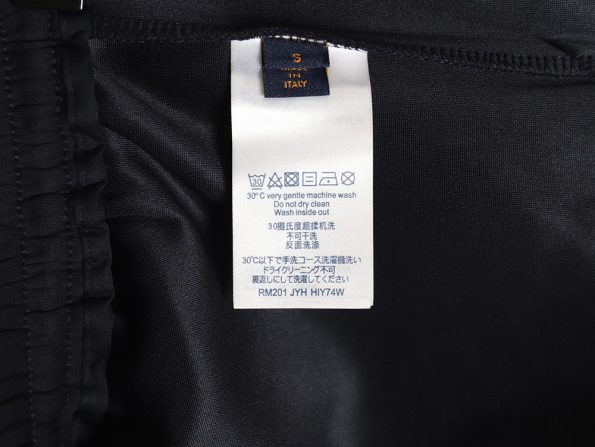 S
MADE
IN
ITALY
30
30°C very gentle machine wash
Do not dry clean
Wash inside out
30摄氏度超揉机洗
不可干洗
反面洗涤
30℃以下で手洗コース洗濯機洗い
ドライクリーニング不可
裏返しにして洗濯してください
RM201 JYH HIY74W